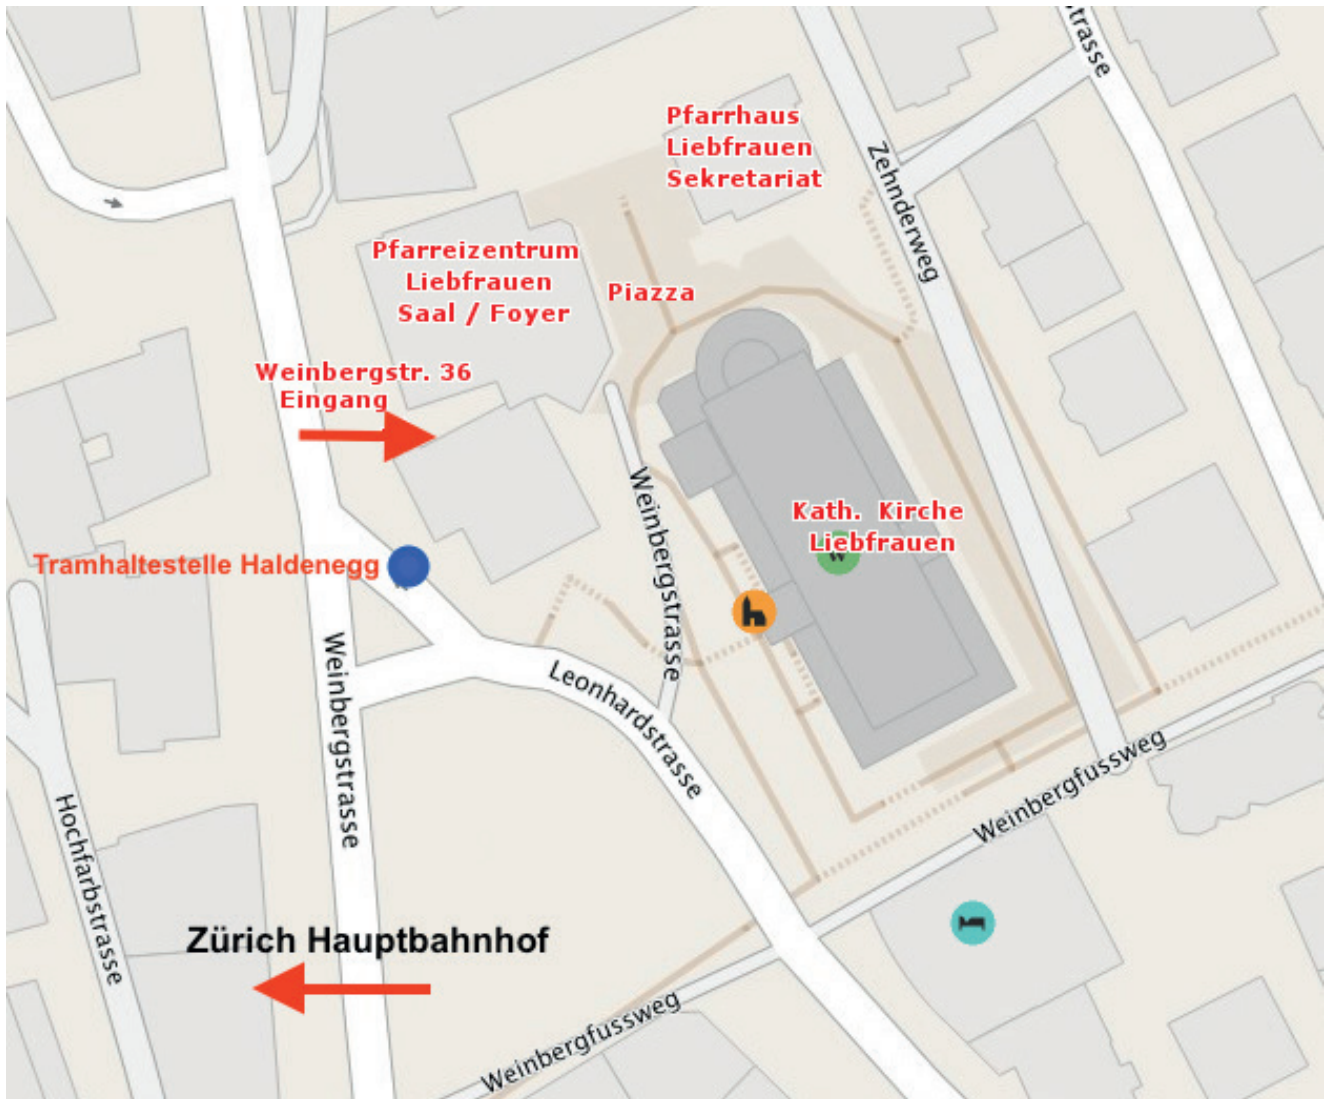 strasse
Pfarrhaus
Liebfrauen
Sekretariat
Zehnderweg
Pfarreizentrum
Liebfrauen
Saal / Foyer
Piazza
Weinbergstr. 36
Eingang
Weinbergstrasse
Kath. Kirche
Liebfrauen
Tramhaltestelle Haldenegg
Weinbergstrasse
Leonhardstrasse
Weinbergfussweg
Hochfarbstrasse
Zürich Hauptbahnhof
Weinbergfussweg